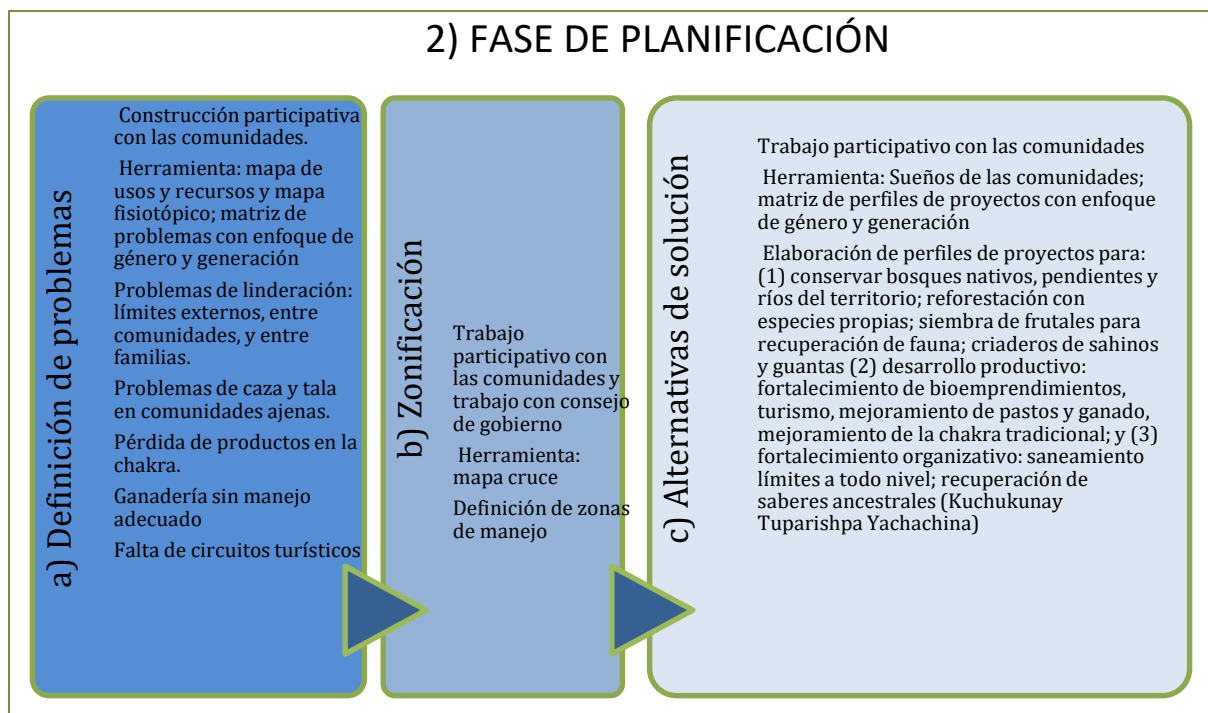 2) FASE DE PLANIFICACIÓN
a) Definición de problemas
Construcción participativa
con las comunidades.
Herramienta: mapa de
usos y recursos y mapa
fisiotópico; matriz de
problemas con enfoque de
género y generación
Problemas de linderación:
límites externos, entre
comunidades, y entre
familias.
Problemas de caza y tala
en comunidades ajenas.
Pérdida de productos en la
chakra.
Ganadería sin manejo
adecuado
Falta de circuitos turísticos
b) Zonificación
Trabajo
participativo con
las comunidades y
trabajo con consejo
de gobierno
Herramienta:
mapa cruce
Definición de zonas
de manejo
c) Alternativas de solución
Trabajo participativo con las comunidades
Herramienta: Sueños de las comunidades;
matriz de perfiles de proyectos con enfoque
de género y generación
Elaboración de perfiles de proyectos para:
(1) conservar bosques nativos, pendientes y
ríos del territorio; reforestación con
especies propias; siembra de frutales para
recuperación de fauna; criaderos de sahinos
y guantas (2) desarrollo productivo:
fortalecimiento de bioemprendimientos,
turismo, mejoramiento de pastos y ganado,
mejoramiento de la chakra tradicional; y (3)
fortalecimiento organizativo: saneamiento
límites a todo nivel; recuperación de
saberes ancestrales (Kuchukunay
Tuparishpa Yachachina)